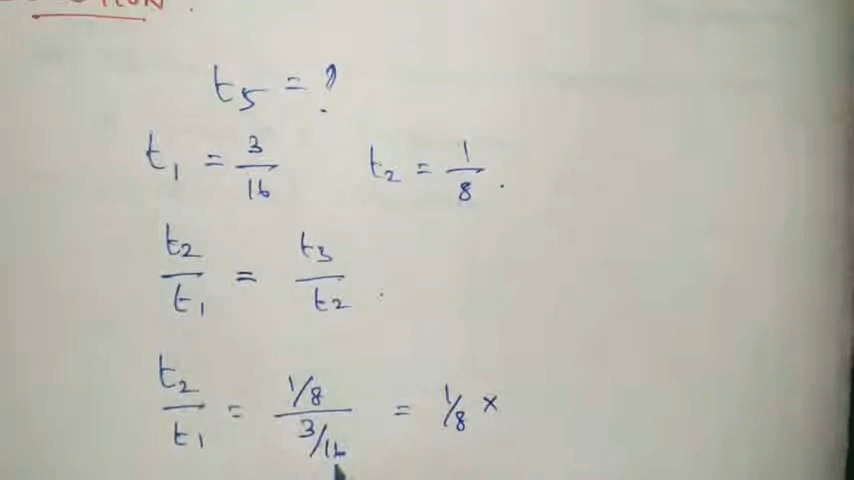 t₅ = ?
t₁ = 3/16 t₂ = 1/8 .
t₂/t₁ = t₃/t₂ .
t₂/t₁ = (1/8)/(3/16) = 1/8 ×